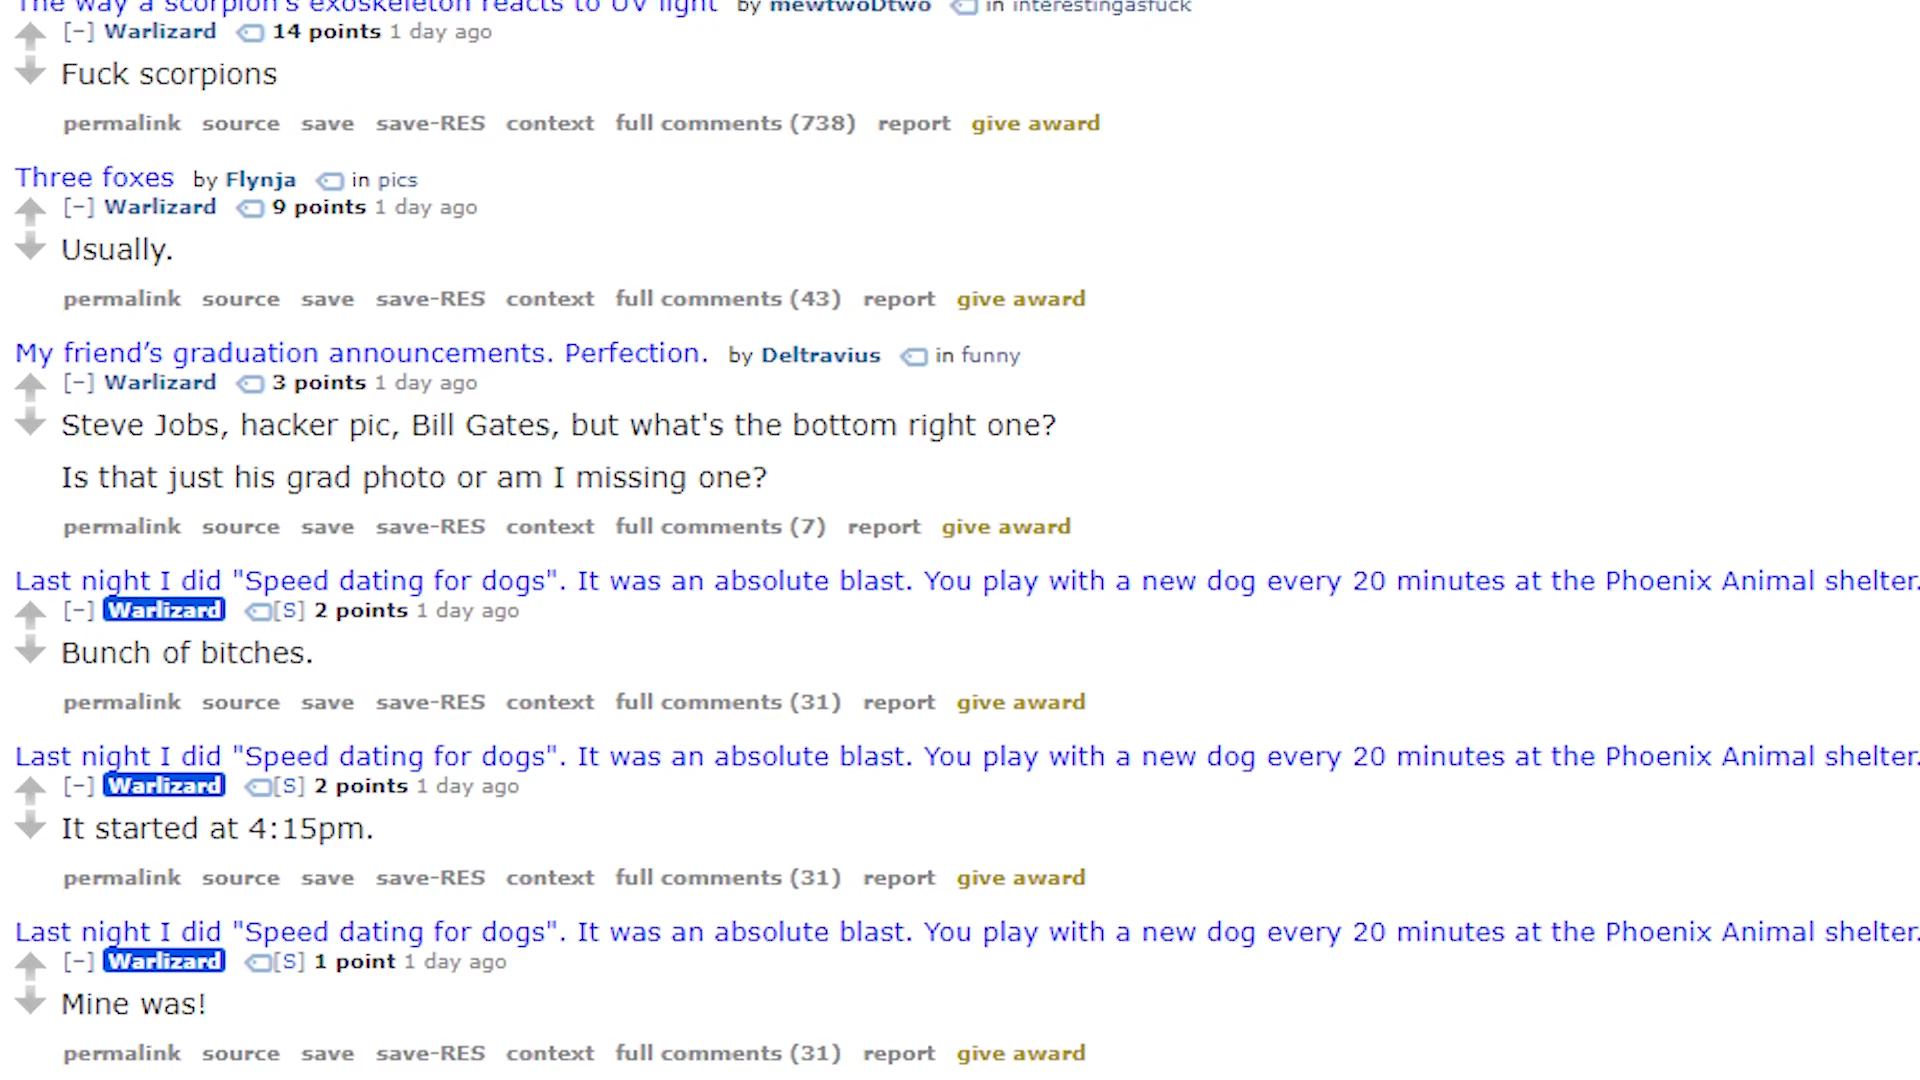 The way a scorpion's exoskeleton reacts to UV light by mewtwoDtwo in interestingasfuck
[–] Warlizard 14 points 1 day ago
Fuck scorpions
permalink source save save-RES context full comments (738) report give award
Three foxes by Flynja in pics
[–] Warlizard 9 points 1 day ago
Usually.
permalink source save save-RES context full comments (43) report give award
My friend’s graduation announcements. Perfection. by Deltravius in funny
[–] Warlizard 3 points 1 day ago
Steve Jobs, hacker pic, Bill Gates, but what's the bottom right one?
Is that just his grad photo or am I missing one?
permalink source save save-RES context full comments (7) report give award
Last night I did "Speed dating for dogs". It was an absolute blast. You play with a new dog every 20 minutes at the Phoenix Animal shelter.
[–] Warlizard [S] 2 points 1 day ago
Bunch of bitches.
permalink source save save-RES context full comments (31) report give award
Last night I did "Speed dating for dogs". It was an absolute blast. You play with a new dog every 20 minutes at the Phoenix Animal shelter.
[–] Warlizard [S] 2 points 1 day ago
It started at 4:15pm.
permalink source save save-RES context full comments (31) report give award
Last night I did "Speed dating for dogs". It was an absolute blast. You play with a new dog every 20 minutes at the Phoenix Animal shelter.
[–] Warlizard [S] 1 point 1 day ago
Mine was!
permalink source save save-RES context full comments (31) report give award